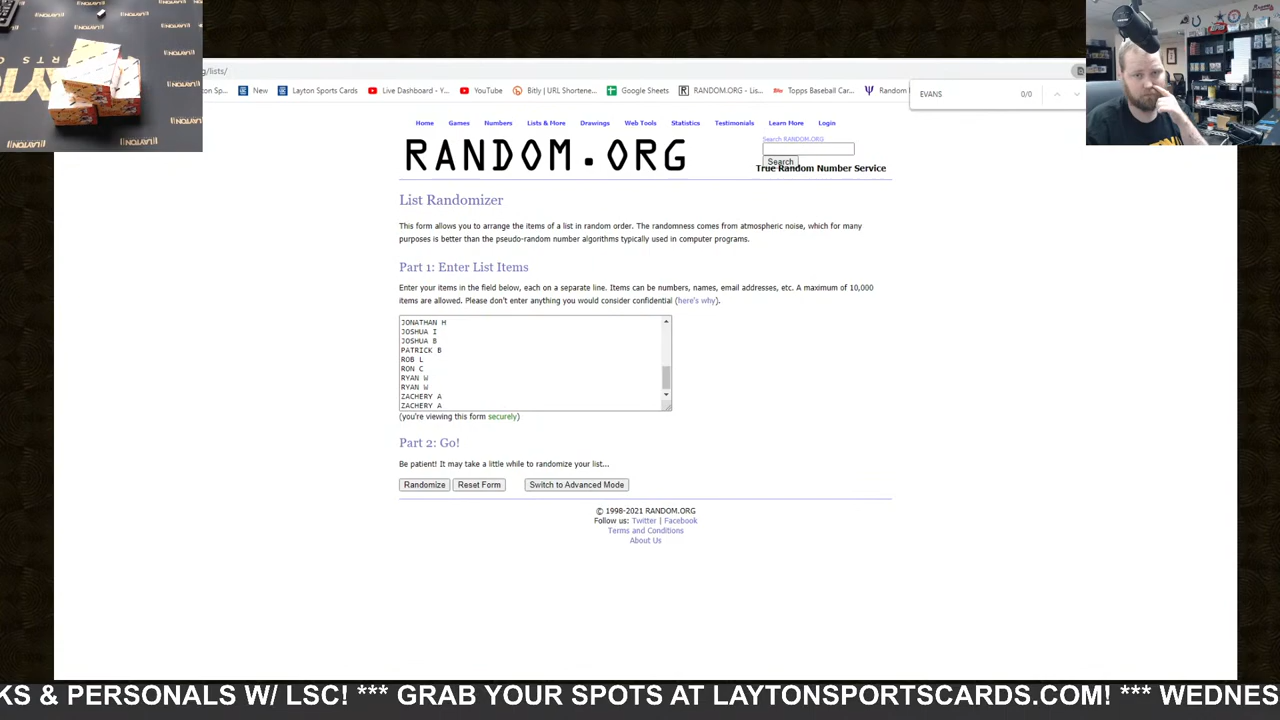 g/lists/
EVANS 0/0
on Sp... New Layton Sports Cards Live Dashboard - Y... YouTube Bitly | URL Shortene... Google Sheets RANDOM.ORG - Lis... Topps Baseball Car... Random
Home Games Numbers Lists & More Drawings Web Tools Statistics Testimonials Learn More Login
RANDOM.ORG
Search RANDOM.ORG
Search
True Random Number Service
List Randomizer
This form allows you to arrange the items of a list in random order. The randomness comes from atmospheric noise, which for many
purposes is better than the pseudo-random number algorithms typically used in computer programs.
Part 1: Enter List Items
Enter your items in the field below, each on a separate line. Items can be numbers, names, email addresses, etc. A maximum of 10,000
items are allowed. Please don't enter anything you would consider confidential (here's why).
JONATHAN H
JOSHUA I
JOSHUA B
PATRICK B
ROB L
RON C
RYAN W
RYAN W
ZACHERY A
ZACHERY A
(you're viewing this form securely)
Part 2: Go!
Be patient! It may take a little while to randomize your list...
Randomize Reset Form Switch to Advanced Mode
© 1998-2021 RANDOM.ORG
Follow us: Twitter | Facebook
Terms and Conditions
About Us
KS & PERSONALS W/ LSC! *** GRAB YOUR SPOTS AT LAYTONSPORTSCARDS.COM! *** WEDNES